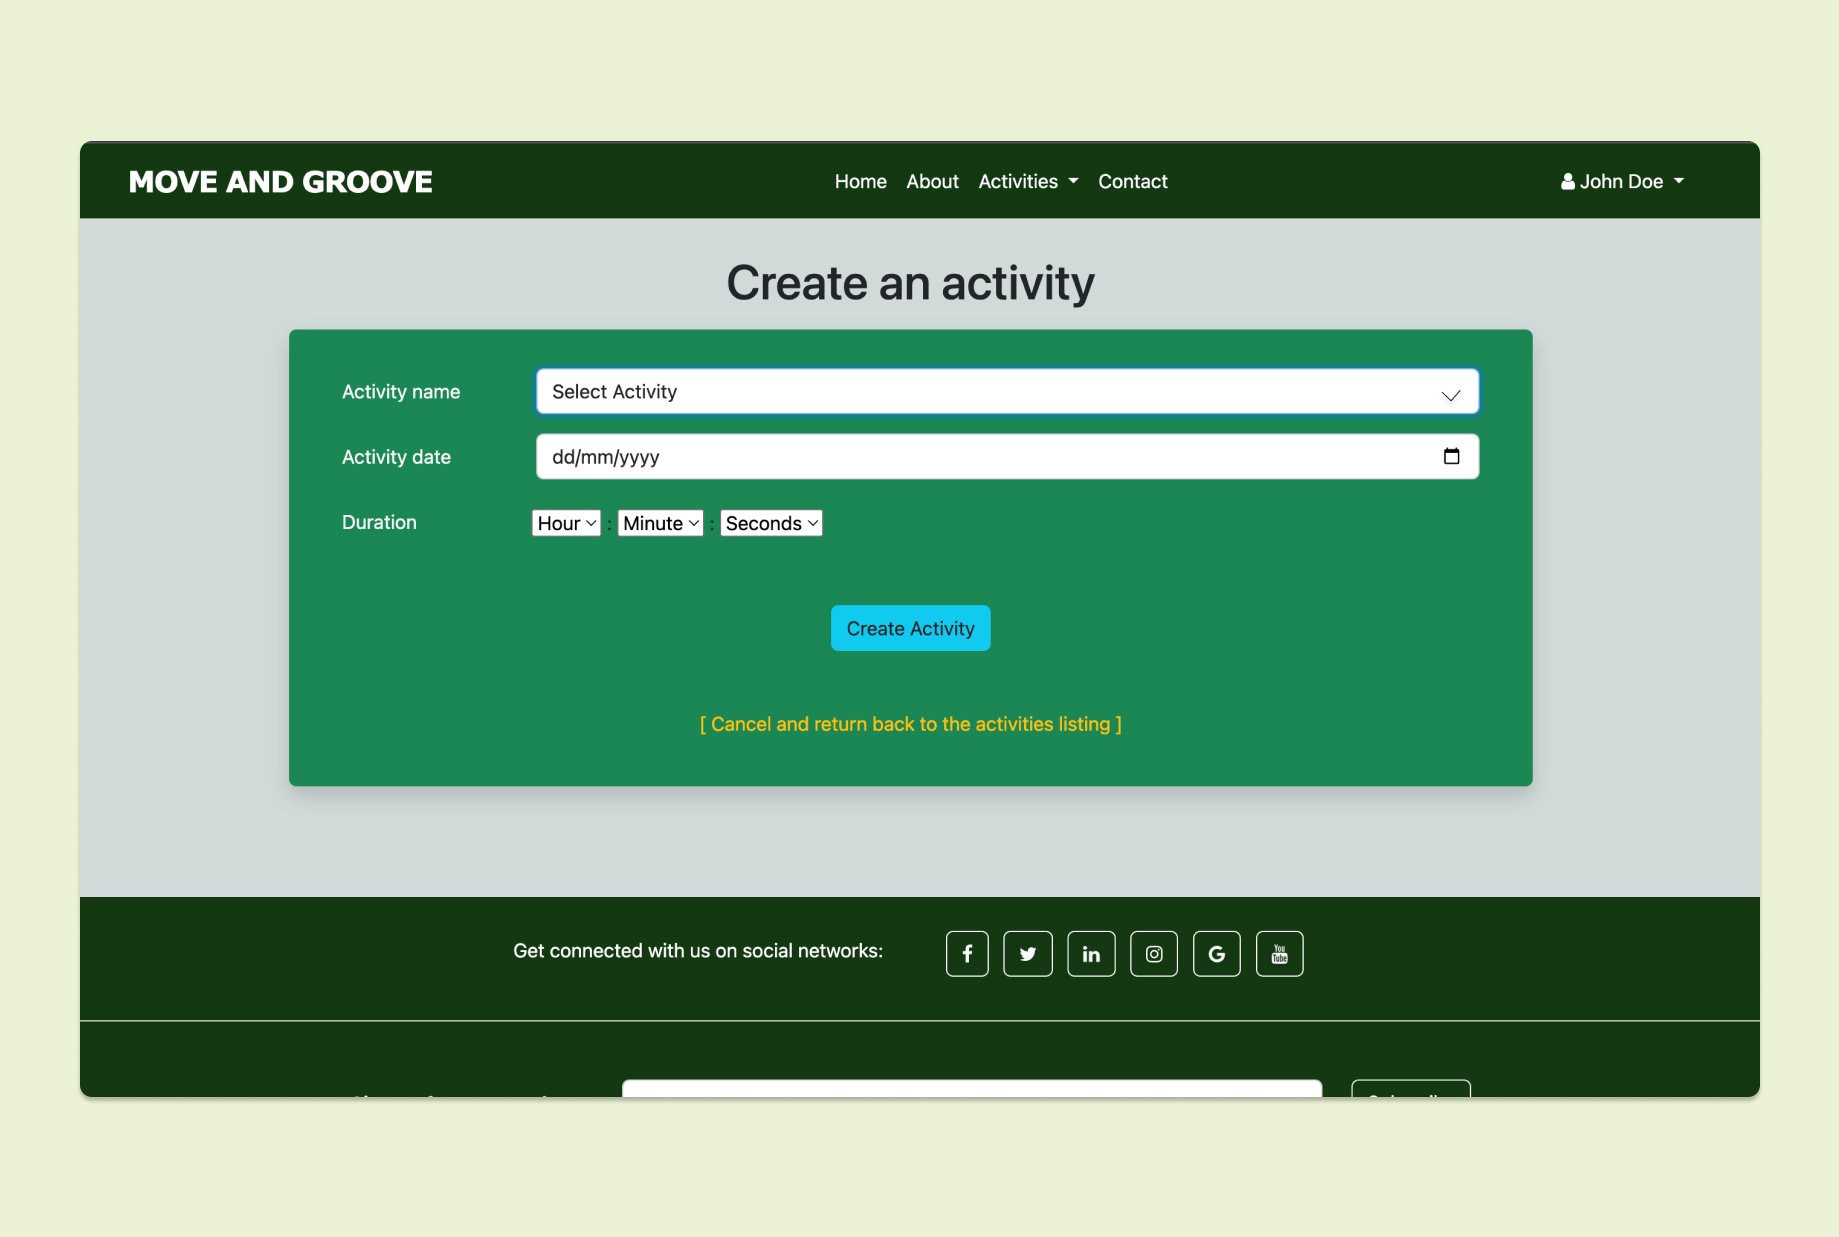 MOVE AND GROOVE
Home About Activities Contact
John Doe
Create an activity
Activity name
Select Activity
Activity date
dd/mm/yyyy
Duration
Hour : Minute : Seconds
Create Activity
[ Cancel and return back to the activities listing ]
Get connected with us on social networks:
You
Tube